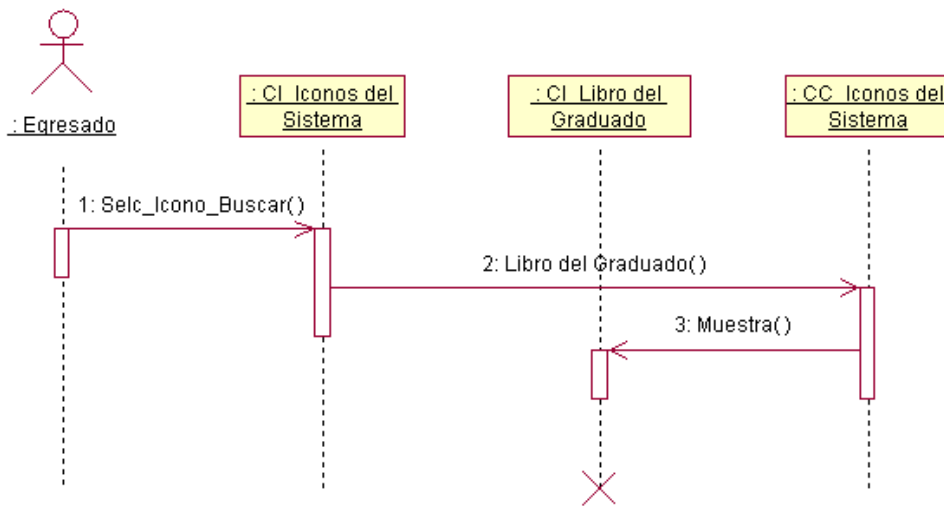 : Egresado
: CI_Iconos del
Sistema
: CI_Libro del
Graduado
: CC_Iconos del
Sistema
1: Selc_Icono_Buscar( )
2: Libro del Graduado( )
3: Muestra( )